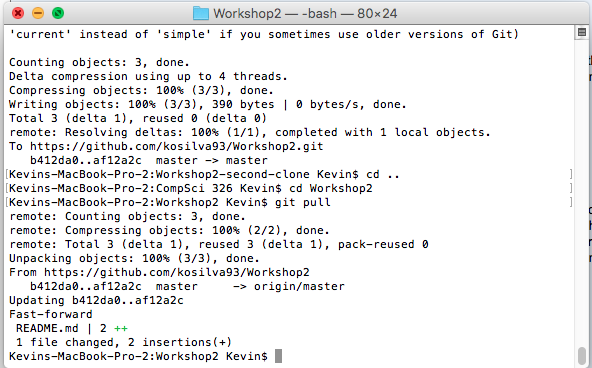 Workshop2 — -bash — 80×24
'current' instead of 'simple' if you sometimes use older versions of Git)
Counting objects: 3, done.
Delta compression using up to 4 threads.
Compressing objects: 100% (3/3), done.
Writing objects: 100% (3/3), 390 bytes | 0 bytes/s, done.
Total 3 (delta 1), reused 0 (delta 0)
remote: Resolving deltas: 100% (1/1), completed with 1 local objects.
To https://github.com/kosilva93/Workshop2.git
   b412da0..af12a2c  master -> master
[Kevins-MacBook-Pro-2:Workshop2-second-clone Kevin$ cd .. ]
[Kevins-MacBook-Pro-2:CompSci 326 Kevin$ cd Workshop2 ]
[Kevins-MacBook-Pro-2:Workshop2 Kevin$ git pull ]
remote: Counting objects: 3, done.
remote: Compressing objects: 100% (2/2), done.
remote: Total 3 (delta 1), reused 3 (delta 1), pack-reused 0
Unpacking objects: 100% (3/3), done.
From https://github.com/kosilva93/Workshop2
   b412da0..af12a2c  master     -> origin/master
Updating b412da0..af12a2c
Fast-forward
 README.md | 2 ++
 1 file changed, 2 insertions(+)
Kevins-MacBook-Pro-2:Workshop2 Kevin$